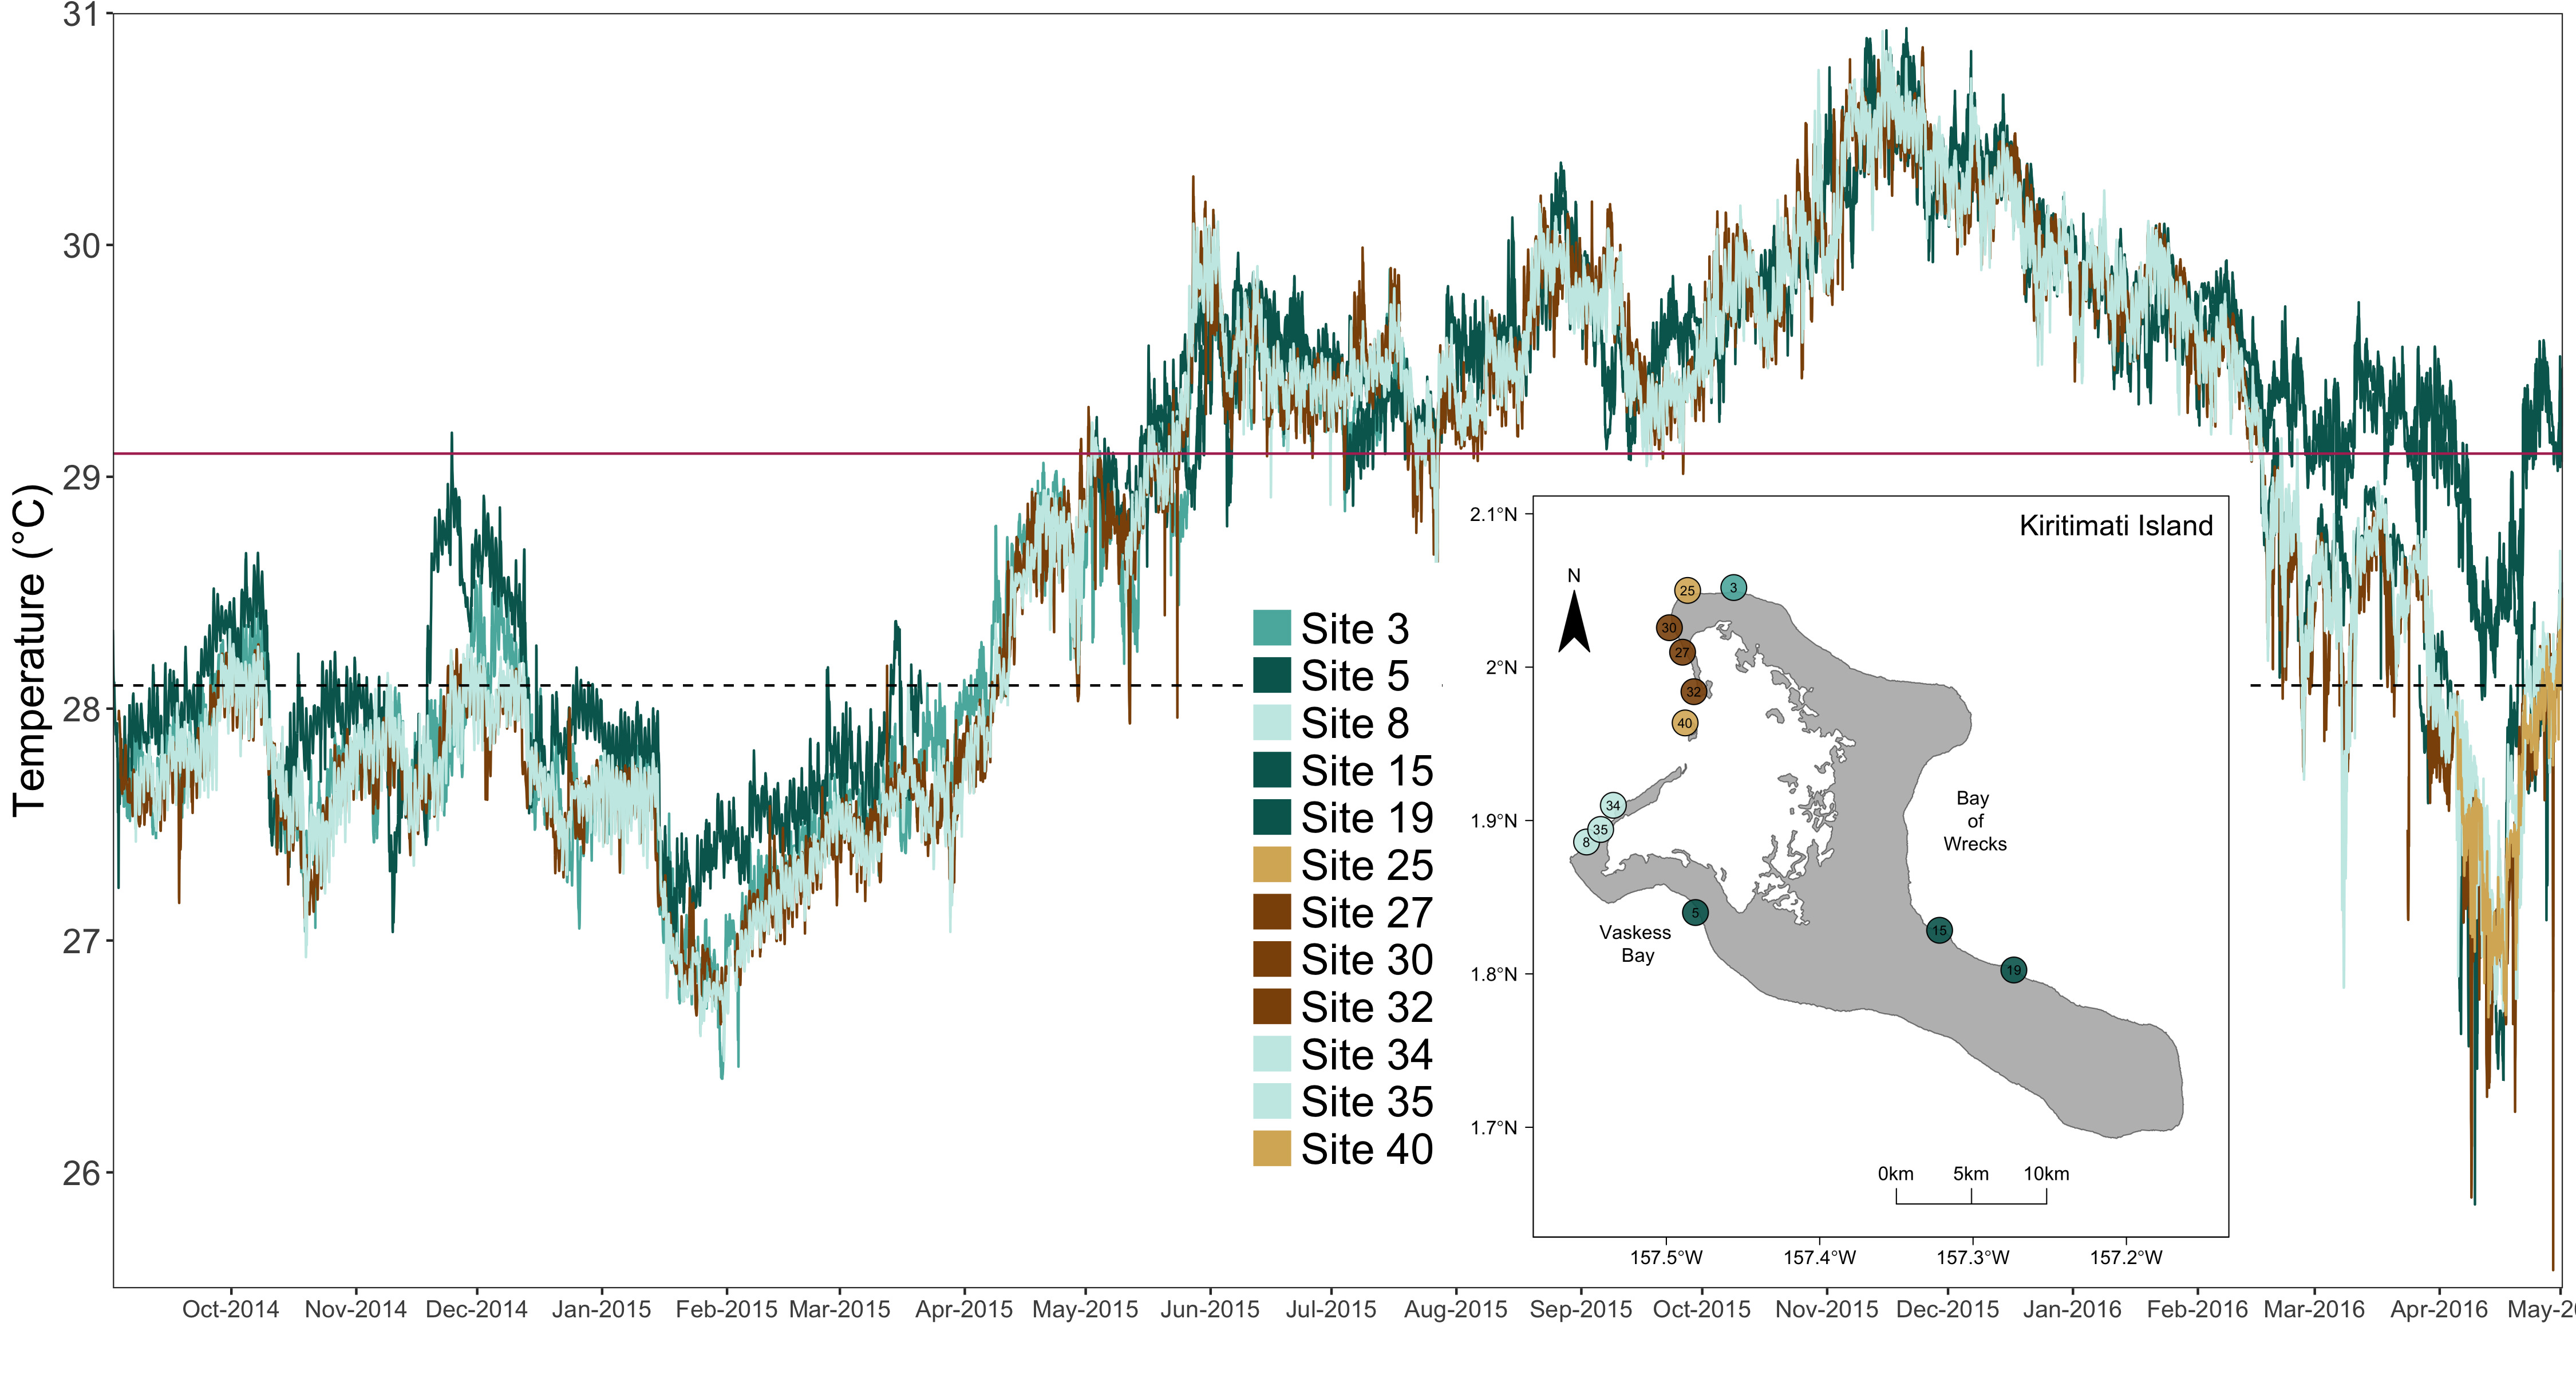 Temperature (°C)
31
30
29
28
27
26
Oct-2014
Nov-2014
Dec-2014
Jan-2015
Feb-2015
Mar-2015
Apr-2015
May-2015
Jun-2015
Jul-2015
Aug-2015
Sep-2015
Oct-2015
Nov-2015
Dec-2015
Jan-2016
Feb-2016
Mar-2016
Apr-2016
Site 3
Site 5
Site 8
Site 15
Site 19
Site 25
Site 27
Site 30
Site 32
Site 34
Site 35
Site 40
Kiritimati Island
N
2.1°N
2°N
1.9°N
1.8°N
1.7°N
25
3
30
27
32
40
34
35
8
5
15
19
Bay
of
Wrecks
Vaskess
Bay
0km 5km 10km
157.5°W
157.4°W
157.3°W
157.2°W